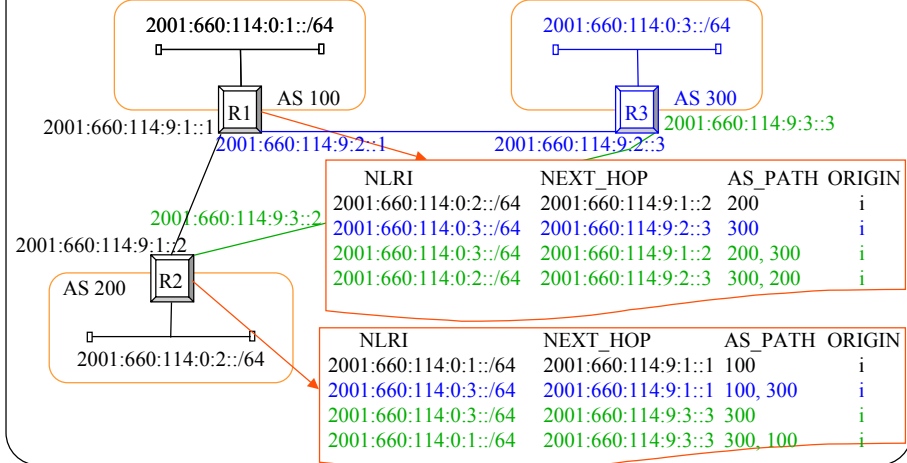 2001:660:114:0:1::/64
2001:660:114:0:3::/64
R1
AS 100
R3
AS 300
2001:660:114:9:1::1
2001:660:114:9:2::1
2001:660:114:9:2::3
2001:660:114:9:3::3
NLRI NEXT_HOP AS_PATH ORIGIN
2001:660:114:0:2::/64 2001:660:114:9:1::2 200 i
2001:660:114:0:3::/64 2001:660:114:9:2::3 300 i
2001:660:114:0:3::/64 2001:660:114:9:1::2 200, 300 i
2001:660:114:0:2::/64 2001:660:114:9:2::3 300, 200 i
2001:660:114:9:3::2
2001:660:114:9:1::2
AS 200
R2
2001:660:114:0:2::/64
NLRI NEXT_HOP AS_PATH ORIGIN
2001:660:114:0:1::/64 2001:660:114:9:1::1 100 i
2001:660:114:0:3::/64 2001:660:114:9:1::1 100, 300 i
2001:660:114:0:3::/64 2001:660:114:9:3::3 300 i
2001:660:114:0:1::/64 2001:660:114:9:3::3 300, 100 i